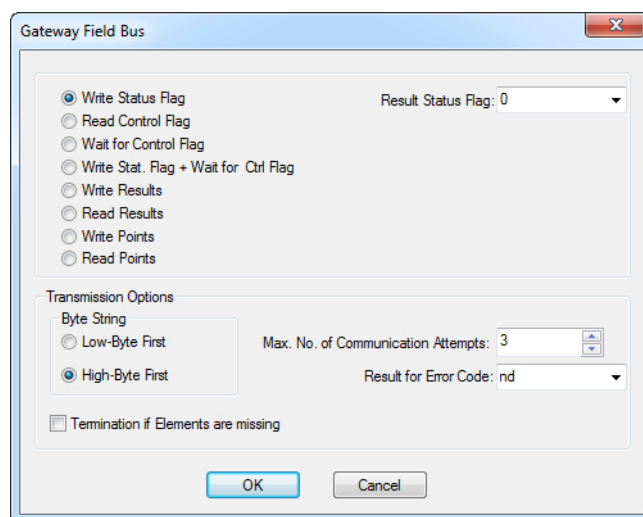 Gateway Field Bus
Write Status Flag
Result Status Flag: 0
Read Control Flag
Wait for Control Flag
Write Stat. Flag + Wait for Ctrl Flag
Write Results
Read Results
Write Points
Read Points
Transmission Options
Byte String
Low-Byte First
Max. No. of Communication Attempts: 3
High-Byte First
Result for Error Code: nd
Termination if Elements are missing
OK
Cancel